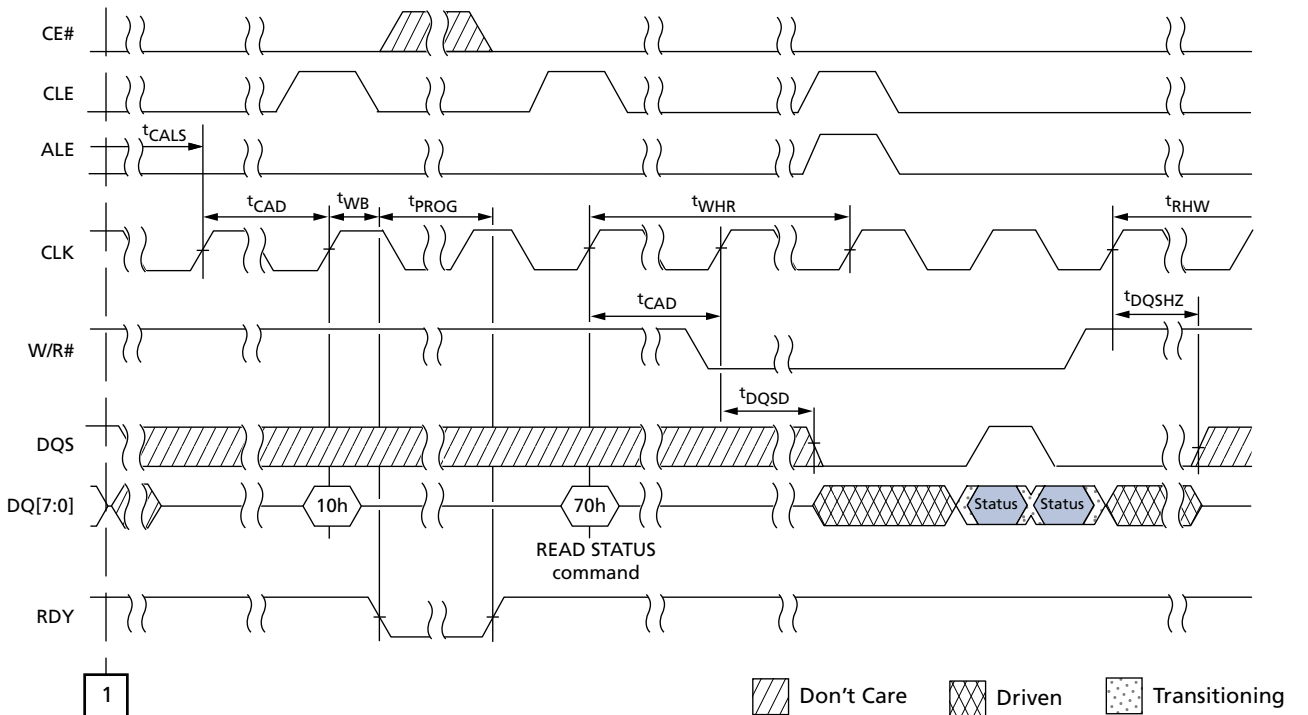 CE#
CLE
tCALS
ALE
tCAD
tWB
tPROG
tWHR
tRHW
CLK
tCAD
tDQSHZ
W/R#
tDQSD
DQS
DQ[7:0]
10h
70h
Status
Status
READ STATUS
command
RDY
1
Don't Care
Driven
Transitioning